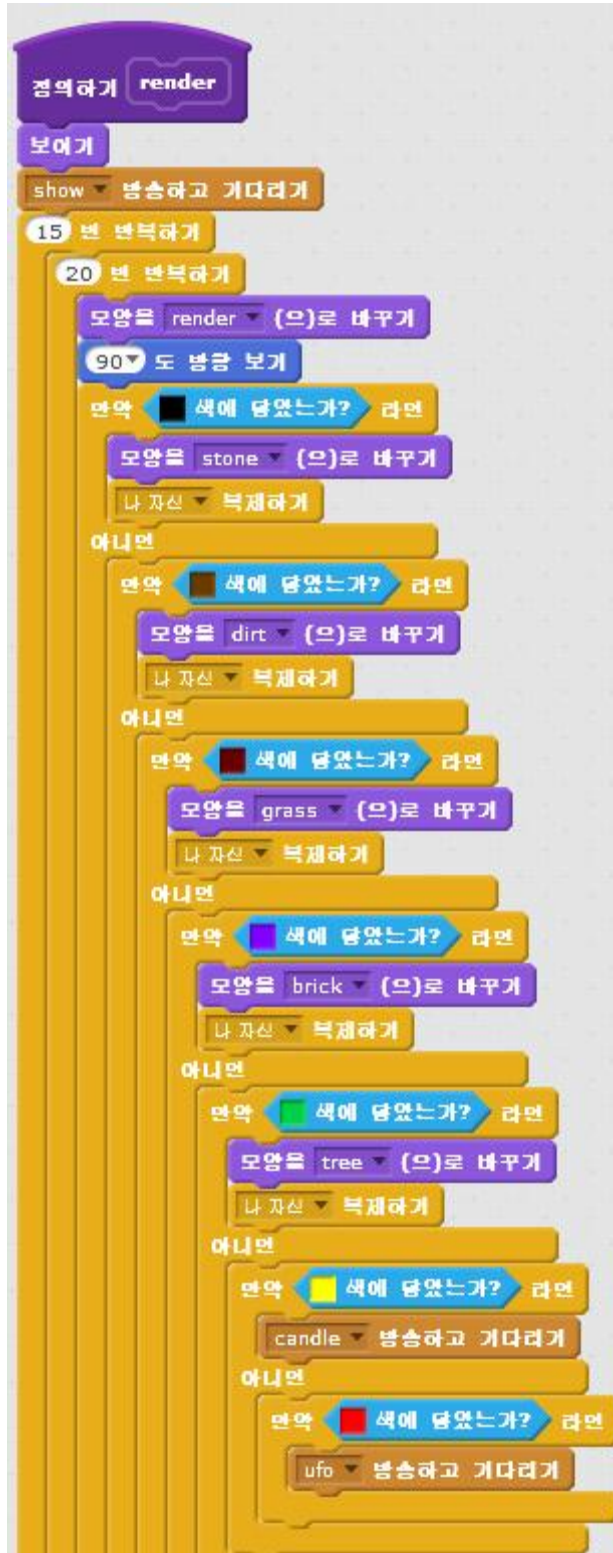 정의하기 render
보이기
show 방송하고 기다리기
15 번 반복하기
20 번 반복하기
모양을 render (으)로 바꾸기
90 도 방향 보기
만약 색에 닿았는가? 라면
모양을 stone (으)로 바꾸기
나 자신 복제하기
아니면
만약 색에 닿았는가? 라면
모양을 dirt (으)로 바꾸기
나 자신 복제하기
아니면
만약 색에 닿았는가? 라면
모양을 grass (으)로 바꾸기
나 자신 복제하기
아니면
만약 색에 닿았는가? 라면
모양을 brick (으)로 바꾸기
나 자신 복제하기
아니면
만약 색에 닿았는가? 라면
모양을 tree (으)로 바꾸기
나 자신 복제하기
아니면
만약 색에 닿았는가? 라면
candle 방송하고 기다리기
아니면
만약 색에 닿았는가? 라면
ufo 방송하고 기다리기